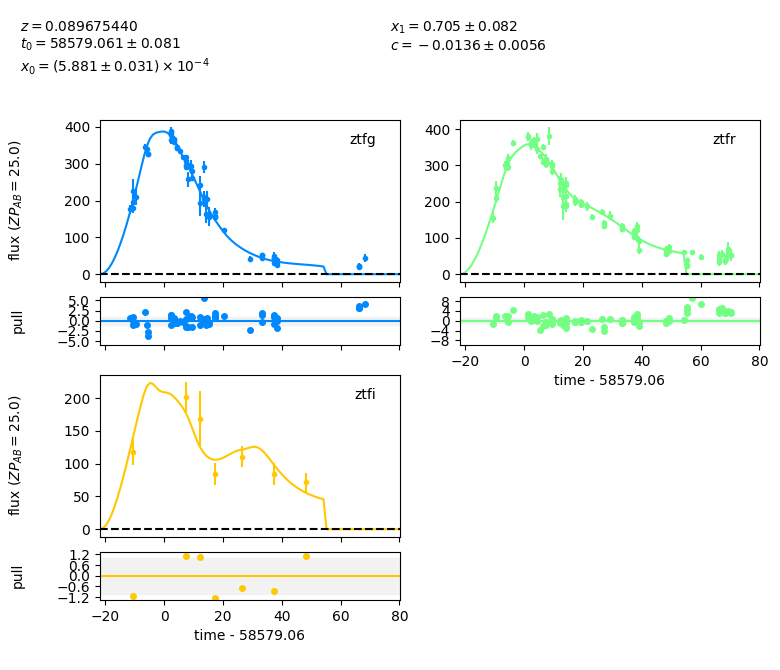 z = 0.089675440
t₀ = 58579.061 ± 0.081
x₀ = (5.881 ± 0.031) × 10⁻⁴
x₁ = 0.705 ± 0.082
c = −0.0136 ± 0.0056
flux (ZP_AB = 25.0)
400
300
200
100
0
ztfg
pull
5.0
2.5
0.0
−2.5
−5.0
400
300
200
100
0
ztfr
8
4
0
−4
−8
−20 0 20 40 60 80
time - 58579.06
flux (ZP_AB = 25.0)
200
150
100
50
0
ztfi
pull
1.2
0.6
0.0
−0.6
−1.2
−20 0 20 40 60 80
time - 58579.06